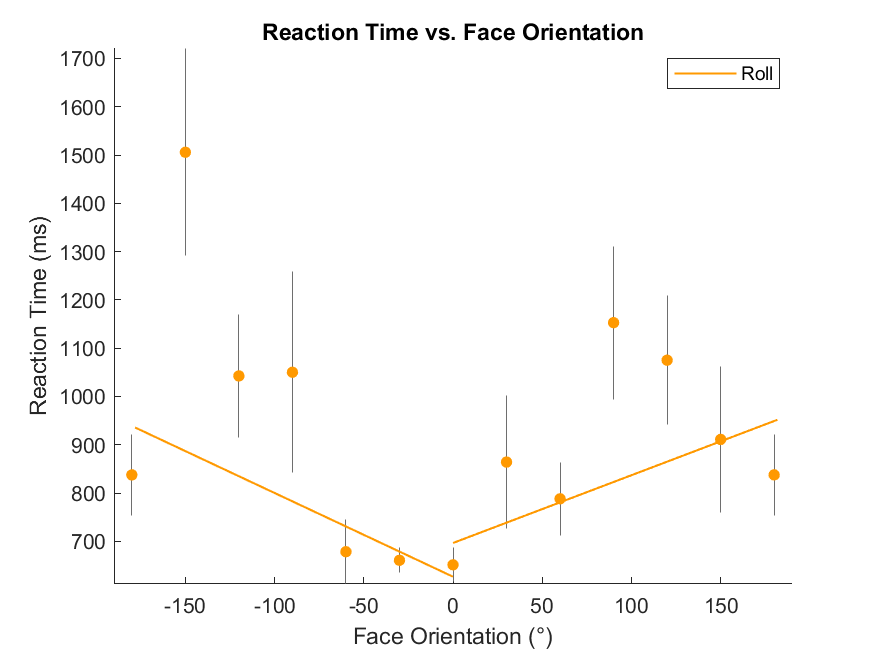 Reaction Time vs. Face Orientation
Roll
1700
1600
1500
1400
1300
1200
1100
1000
900
800
700
Reaction Time (ms)
-150 -100 -50 0 50 100 150
Face Orientation (°)